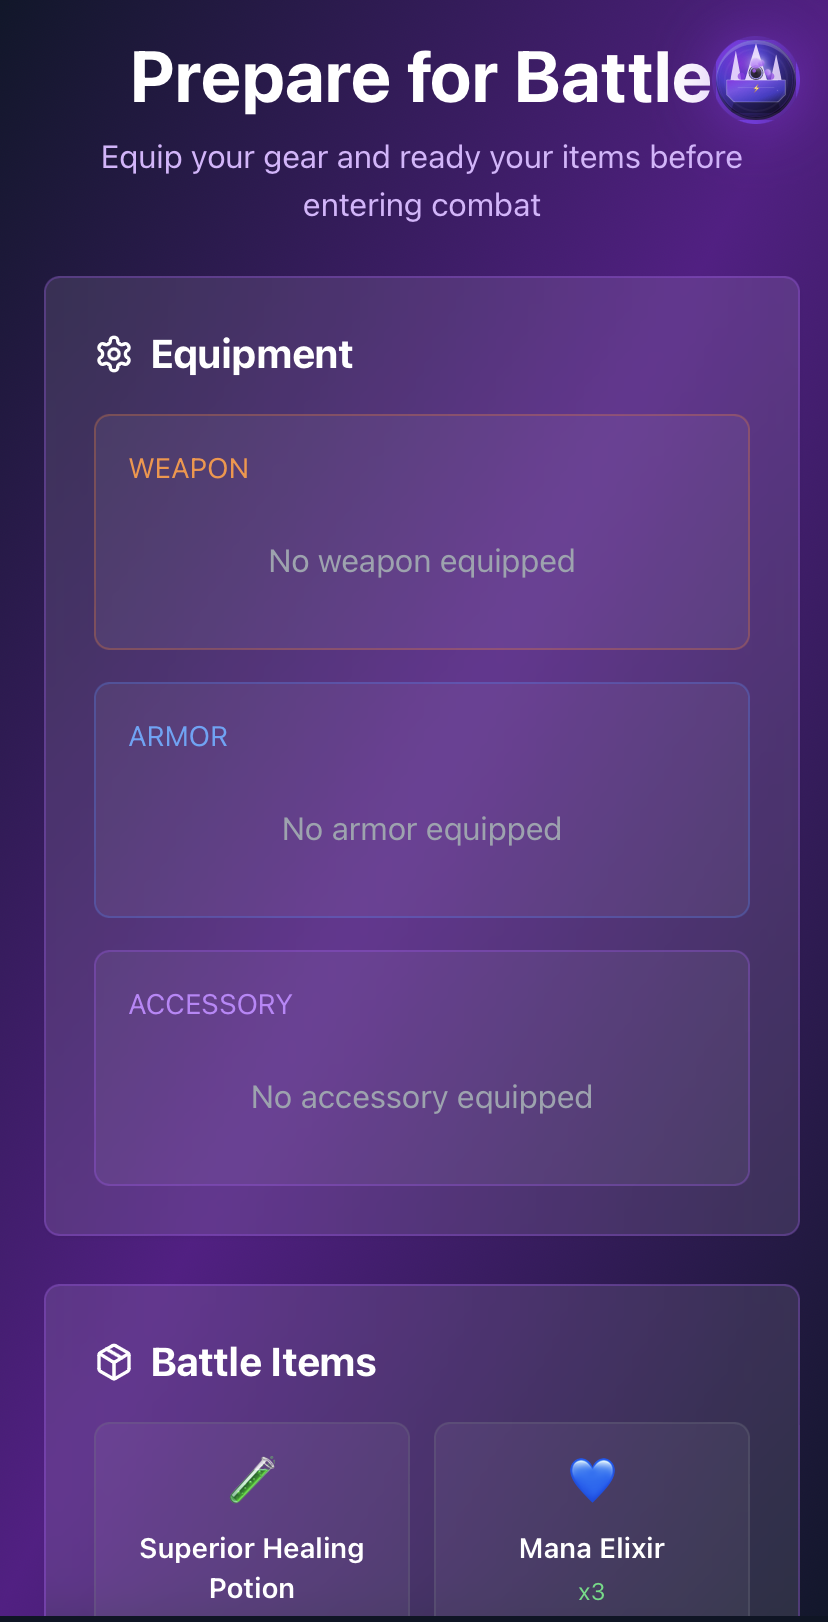 Prepare for Battle
Equip your gear and ready your items before
entering combat
Equipment
WEAPON
No weapon equipped
ARMOR
No armor equipped
ACCESSORY
No accessory equipped
Battle Items
Superior Healing
Potion
Mana Elixir
x3